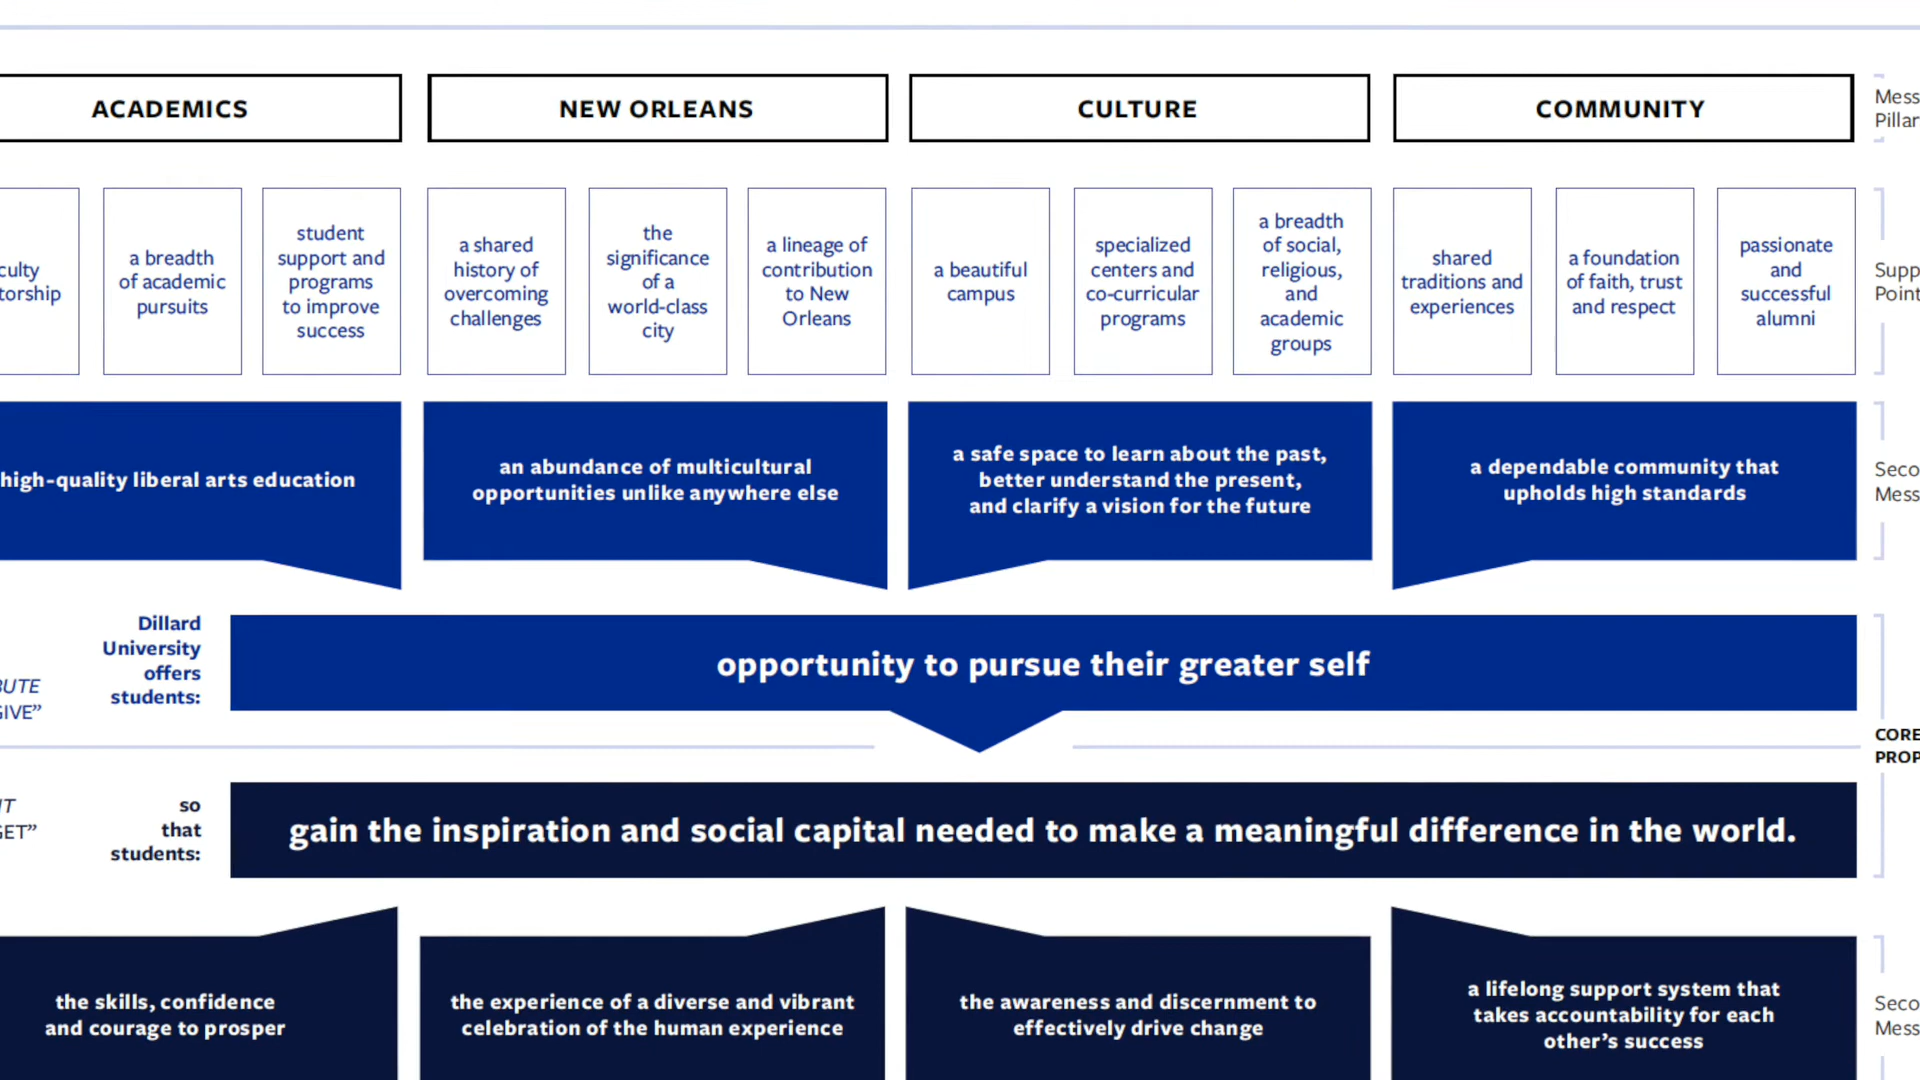 ACADEMICS
NEW ORLEANS
CULTURE
COMMUNITY
Mess
Pillar
culty
torship
a breadth
of academic
pursuits
student
support and
programs
to improve
success
a shared
history of
overcoming
challenges
the
significance
of a
world-class
city
a lineage of
contribution
to New
Orleans
a beautiful
campus
specialized
centers and
co-curricular
programs
a breadth
of social,
religious,
and
academic
groups
shared
traditions and
experiences
a foundation
of faith, trust
and respect
passionate
and
successful
alumni
Supp
Point
high-quality liberal arts education
an abundance of multicultural
opportunities unlike anywhere else
a safe space to learn about the past,
better understand the present,
and clarify a vision for the future
a dependable community that
upholds high standards
Seco
Mess
BUTE
GIVE”
Dillard
University
offers
students:
opportunity to pursue their greater self
CORE
PROP
IT
GET”
so
that
students:
gain the inspiration and social capital needed to make a meaningful difference in the world.
the skills, confidence
and courage to prosper
the experience of a diverse and vibrant
celebration of the human experience
the awareness and discernment to
effectively drive change
a lifelong support system that
takes accountability for each
other’s success
Seco
Mess